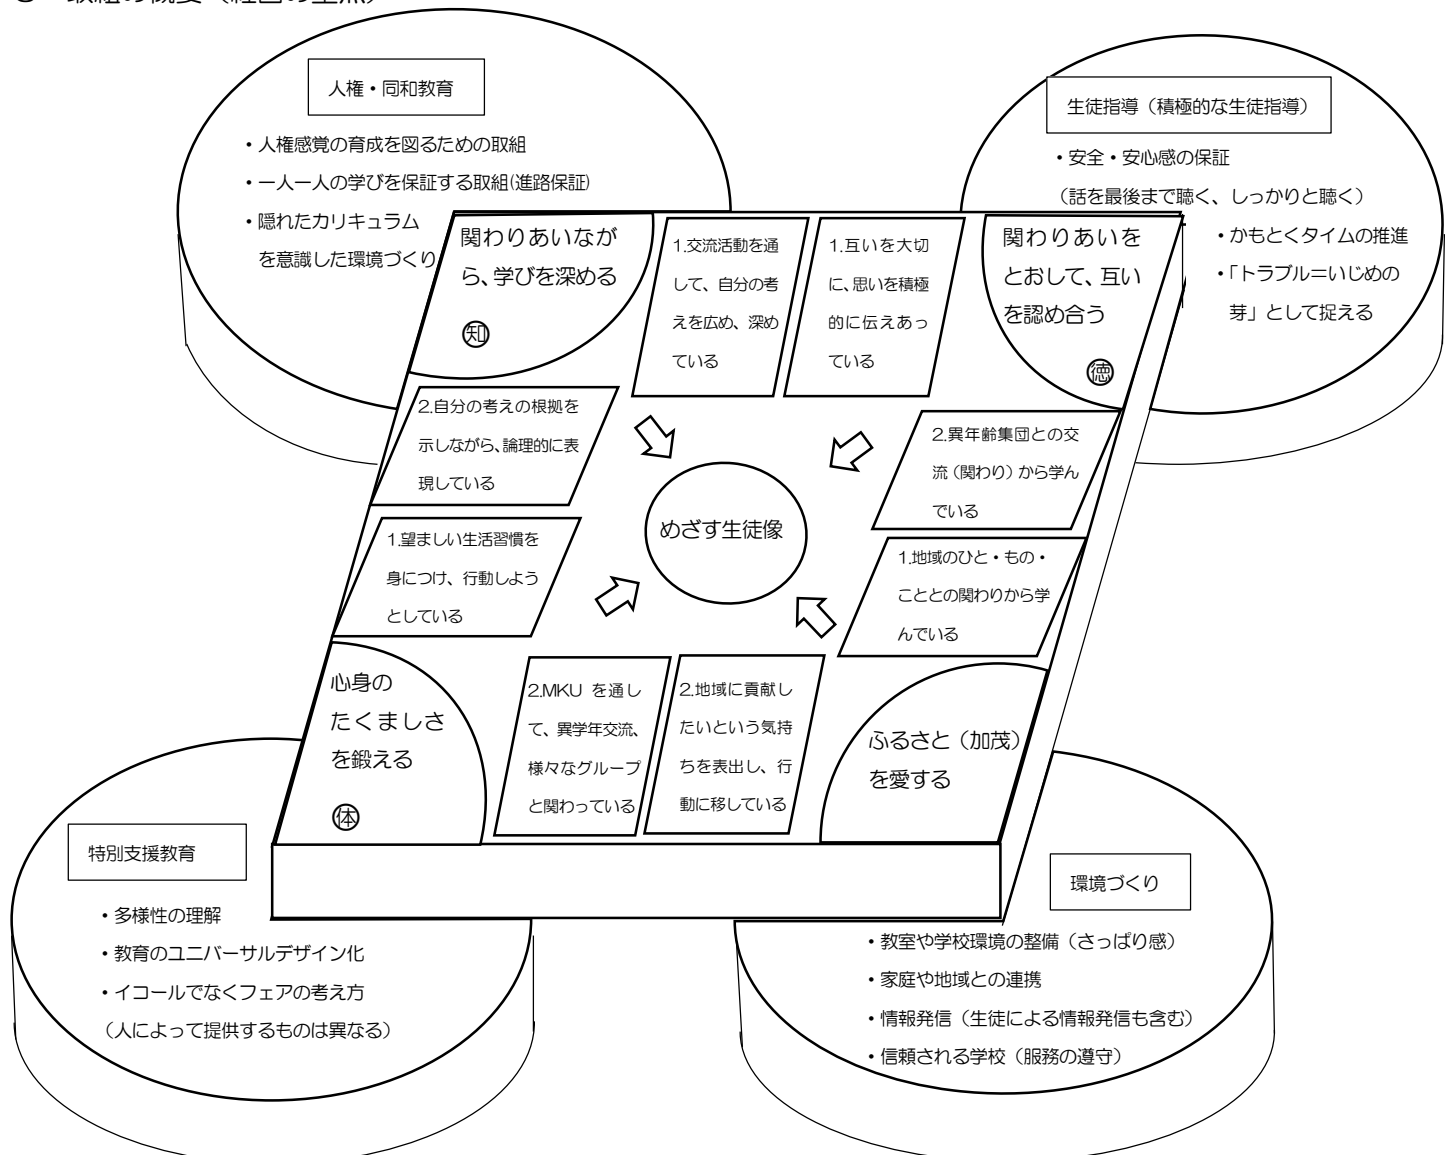 取組の概要（経営の重点）
人権・同和教育
・人権感覚の育成を図るための取組
・一人一人の学びを保証する取組(進路保証)
・隠れたカリキュラム
を意識した環境づくり
生徒指導（積極的な生徒指導）
・安全・安心感の保証
（話を最後まで聴く、しっかりと聴く）
・かもとくタイムの推進
・「トラブル＝いじめの
芽」として捉える
関わりあいなが
ら、学びを深める
㊤知
1.交流活動を通
して、自分の考
えを広め、深め
ている
1.互いを大切
に、思いを積極
的に伝えあっ
ている
関わりあいを
とおして、互い
を認め合う
徳
2.自分の考えの根拠を
示しながら、論理的に表
現している
2.異年齢集団との交
流（関わり）から学ん
でいる
めざす生徒像
1.望ましい生活習慣を
身につけ、行動しよう
としている
1.地域のひと・もの・
こととの関わりから学
んでいる
心身の
たくましさ
を鍛える
体
2.MKU を通し
て、異学年交流、
様々なグループ
と関わっている
2.地域に貢献し
たいという気持
ちを表出し、行
動に移している
ふるさと（加茂）
を愛する
特別支援教育
・多様性の理解
・教育のユニバーサルデザイン化
・イコールでなくフェアの考え方
（人によって提供するものは異なる）
環境づくり
・教室や学校環境の整備（さっぱり感）
・家庭や地域との連携
・情報発信（生徒による情報発信も含む）
・信頼される学校（服務の遵守）